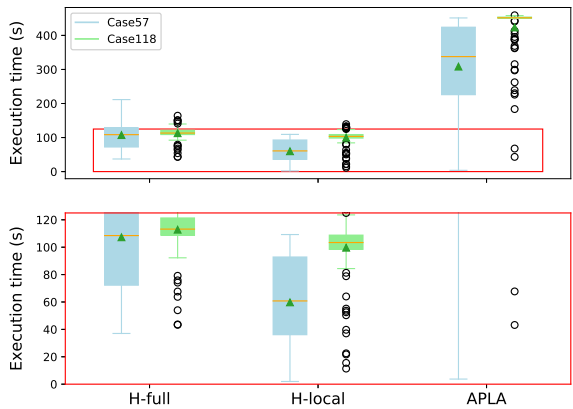 Execution time (s)
400
300
200
100
0
Case57
Case118
Execution time (s)
120
100
80
60
40
20
0
H-full
H-local
APLA